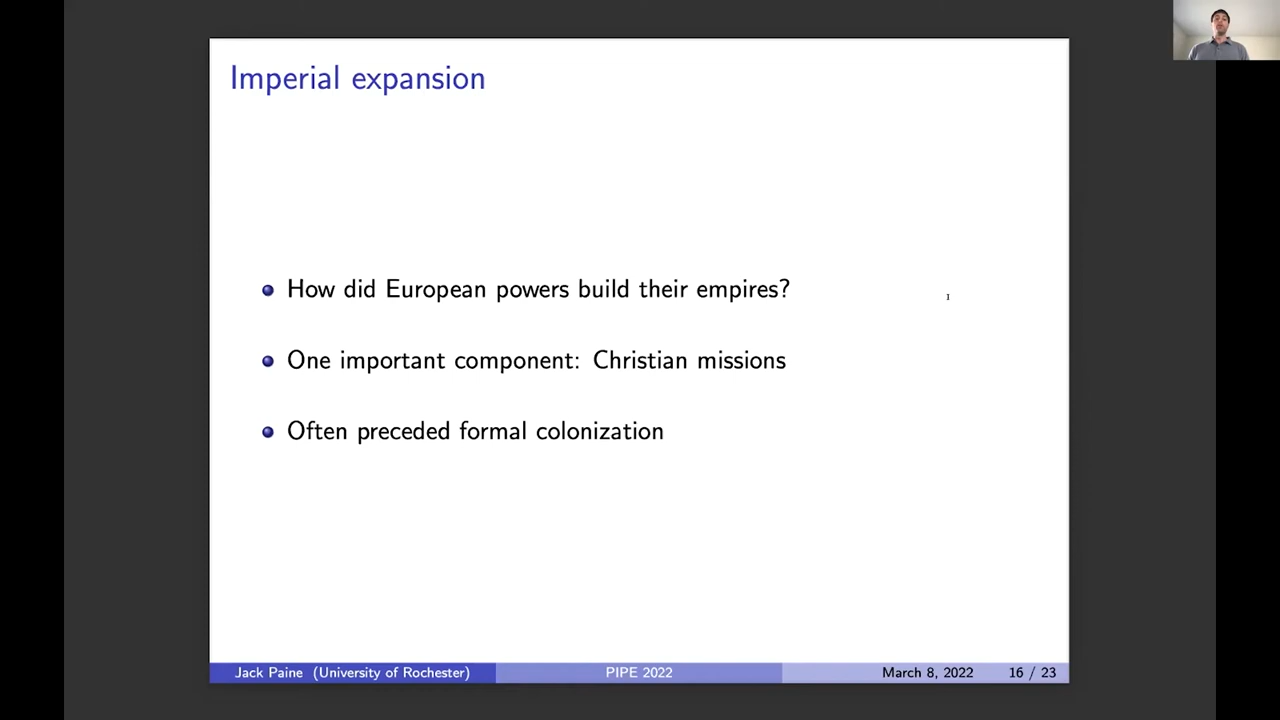 Imperial expansion
How did European powers build their empires?
One important component: Christian missions
Often preceded formal colonization
Jack Paine (University of Rochester) PIPE 2022 March 8, 2022 16 / 23